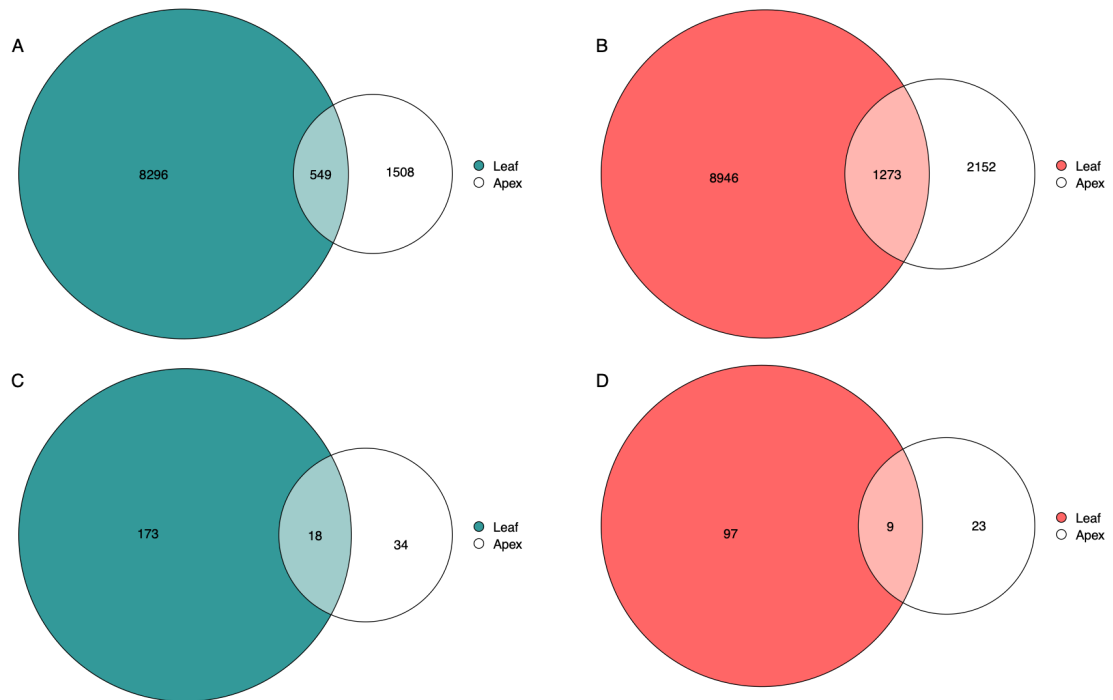 A
8296
549
1508
Leaf
Apex
B
8946
1273
2152
Leaf
Apex
C
173
18
34
Leaf
Apex
D
97
9
23
Leaf
Apex